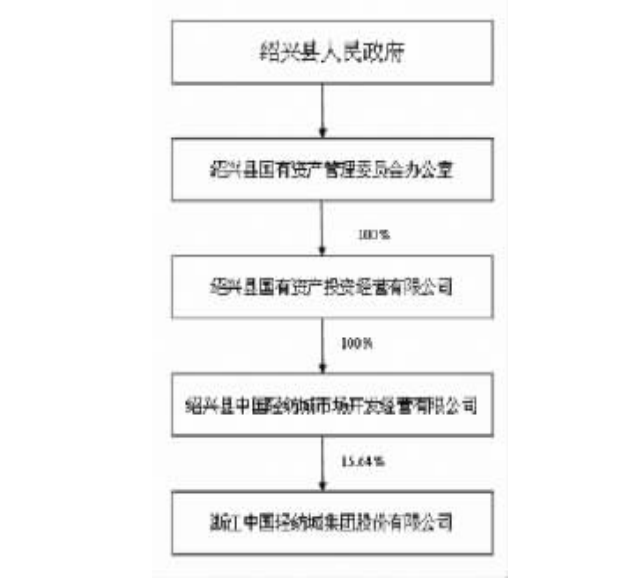 绍兴县人民政府
绍兴县国有资产管理委员会办公室
100%
绍兴县国有资产投资经营有限公司
100%
绍兴县中国轻纺城市场开发经营有限公司
15.64%
浙江中国轻纺城集团股份有限公司